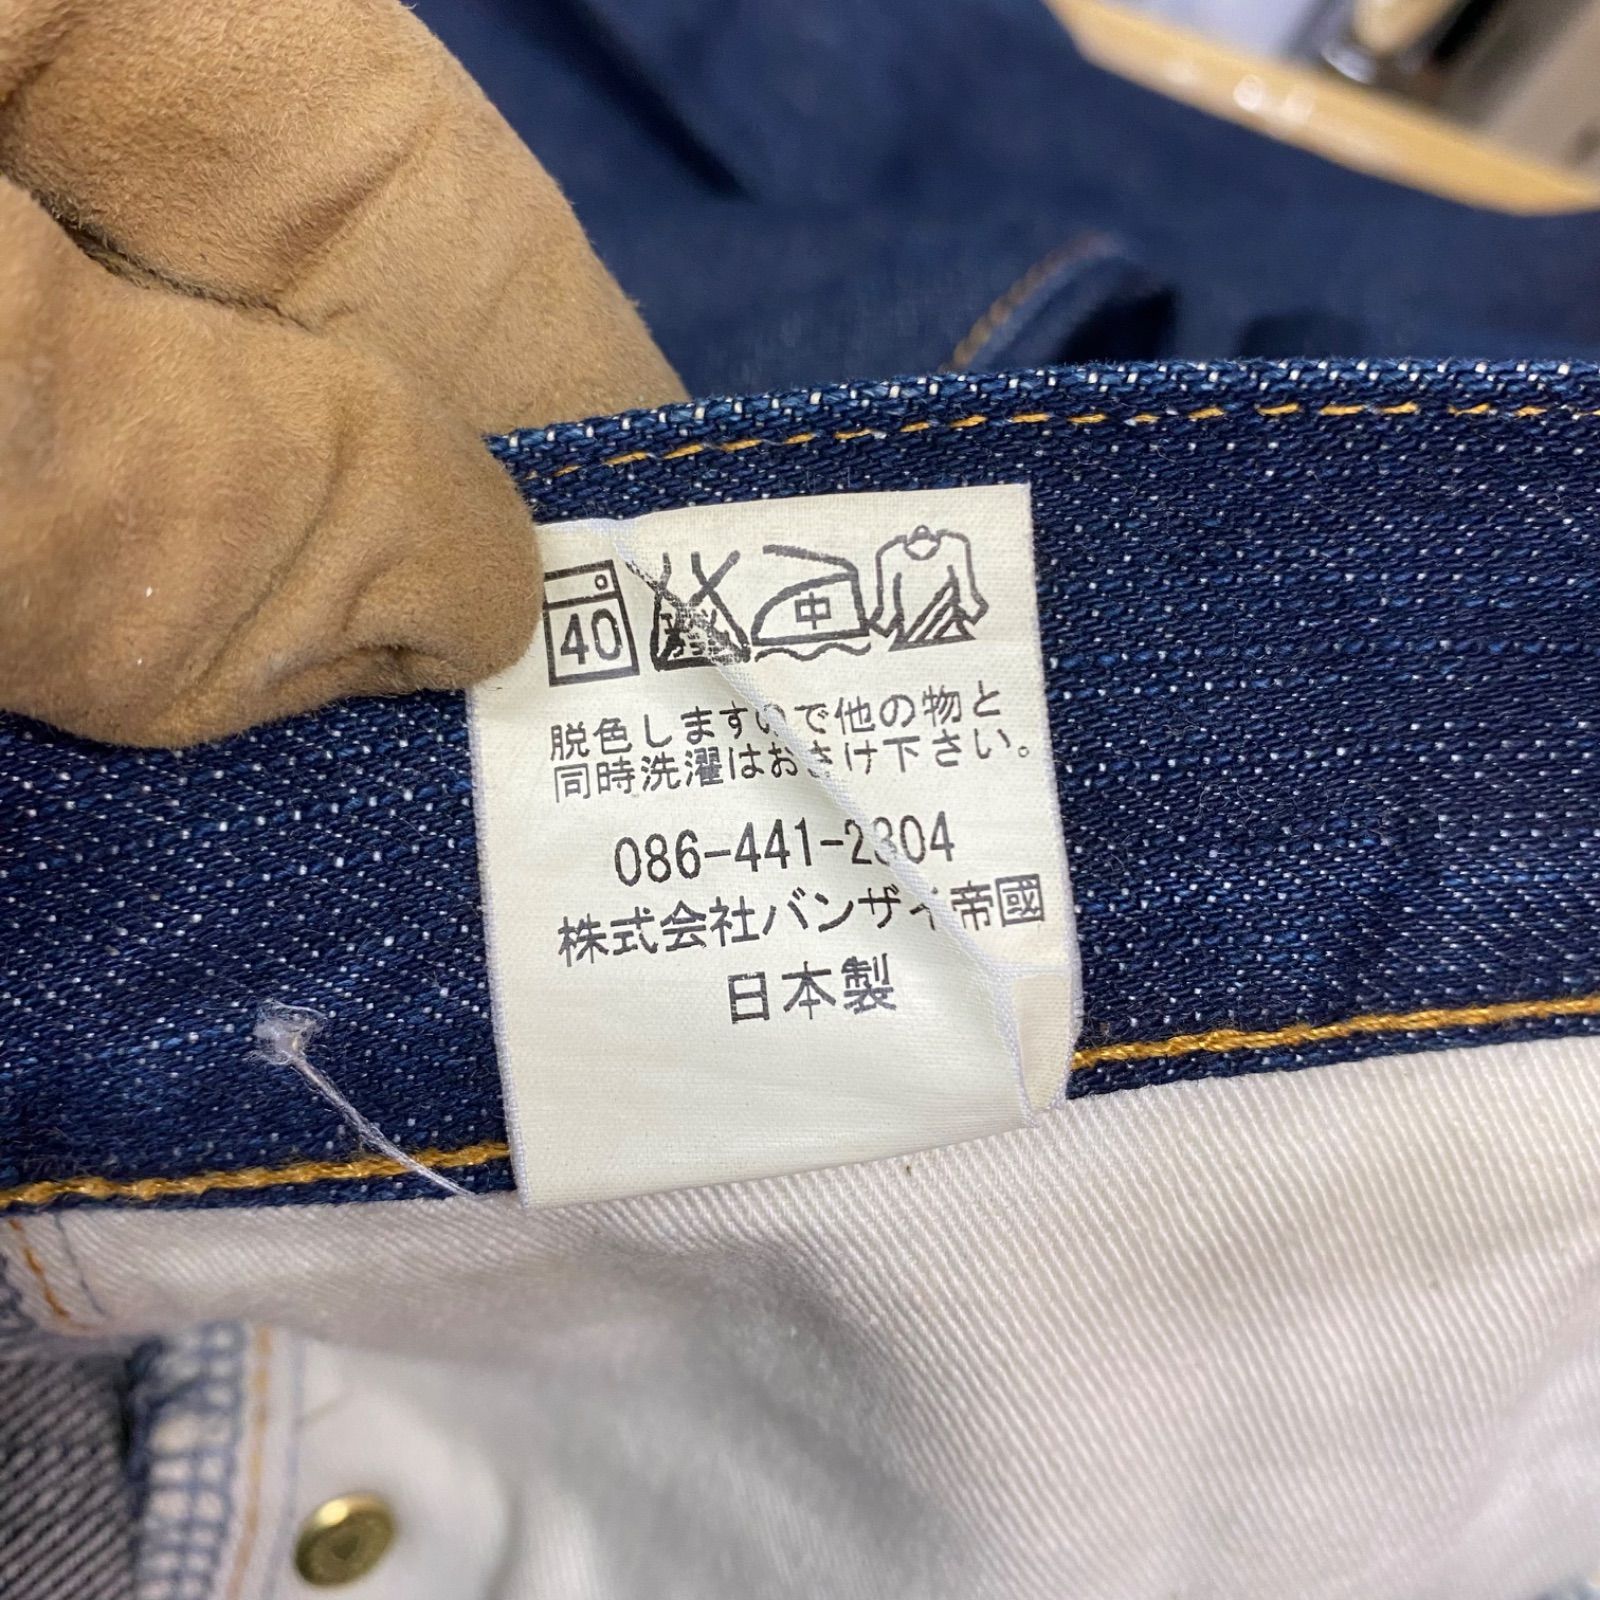 40
中
脱色しますので他の物と
同時洗濯はおさけ下さい。
086-441-2304
株式会社バンザイ帝國
日本製